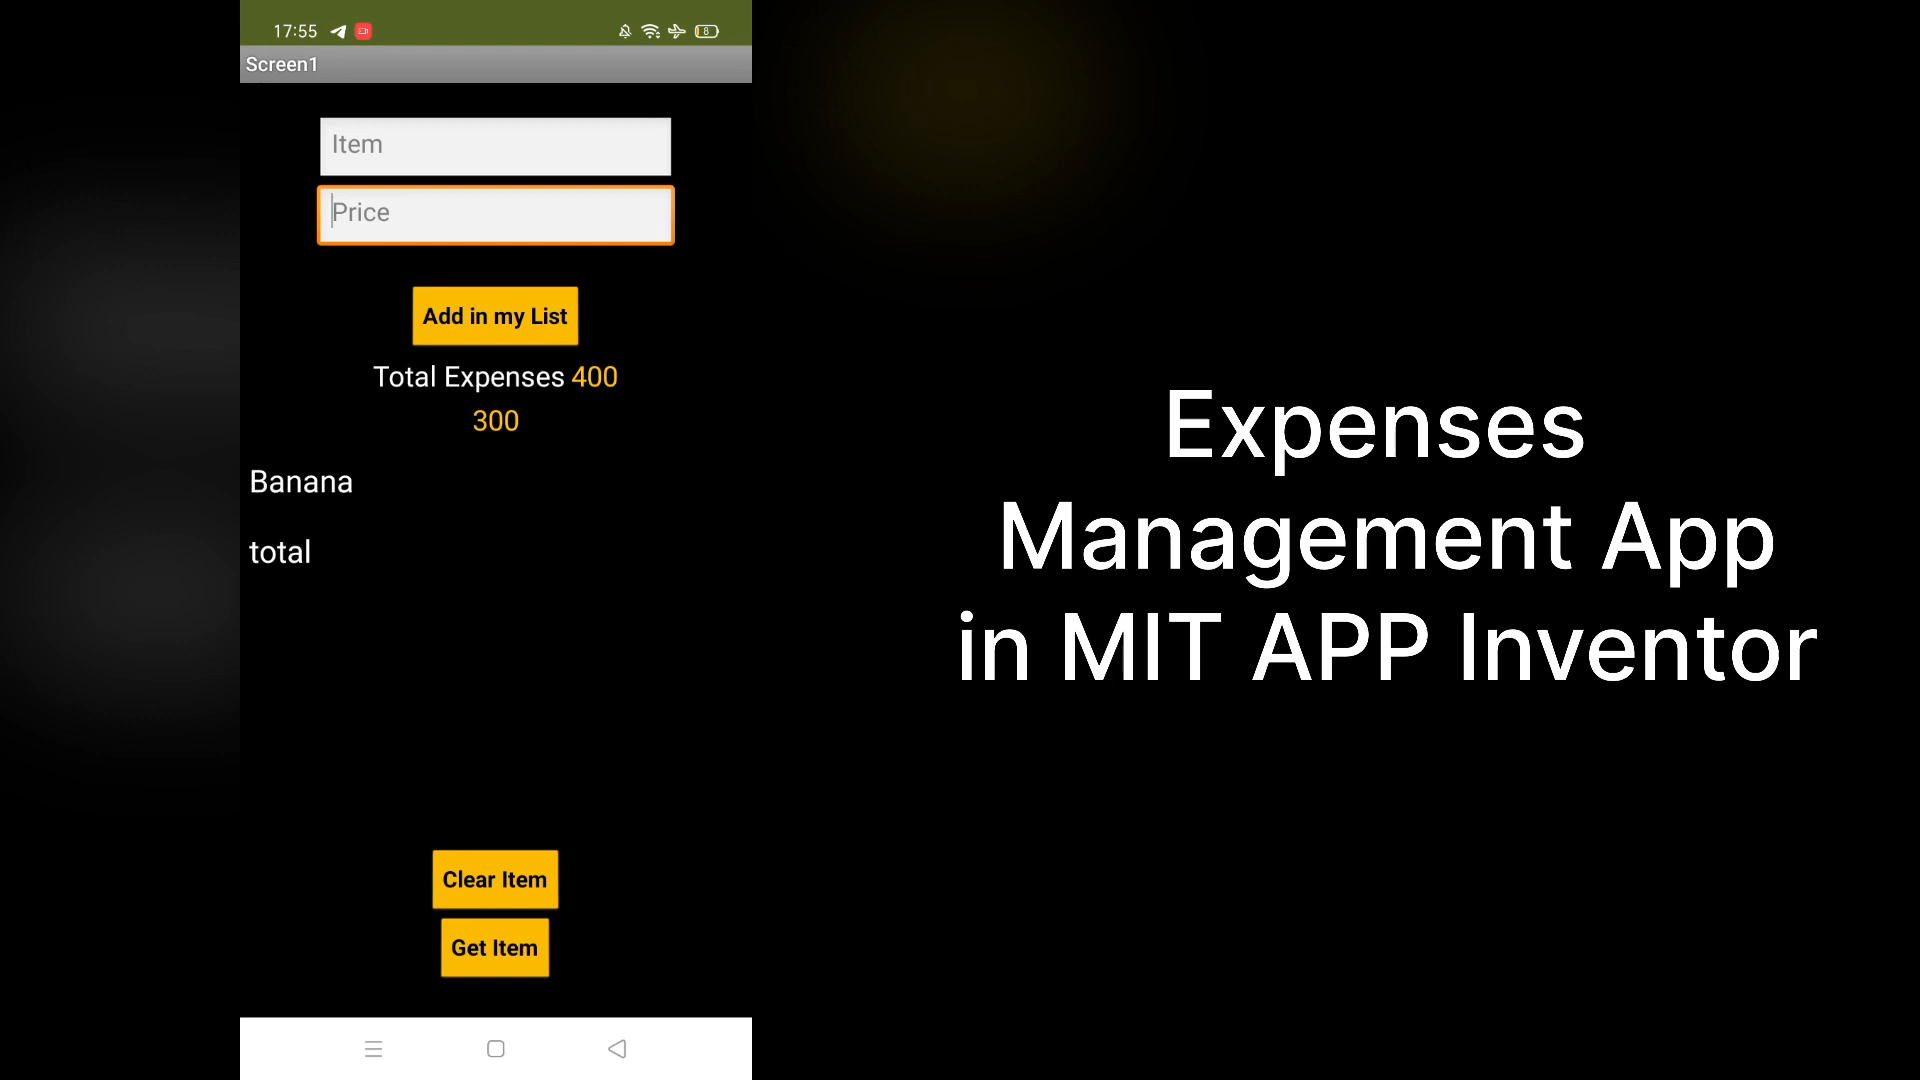 17:55
8
Screen1
Item
Price
Add in my List
Total Expenses 400
300
Banana
total
Clear Item
Get Item
Expenses
Management App
in MIT APP Inventor